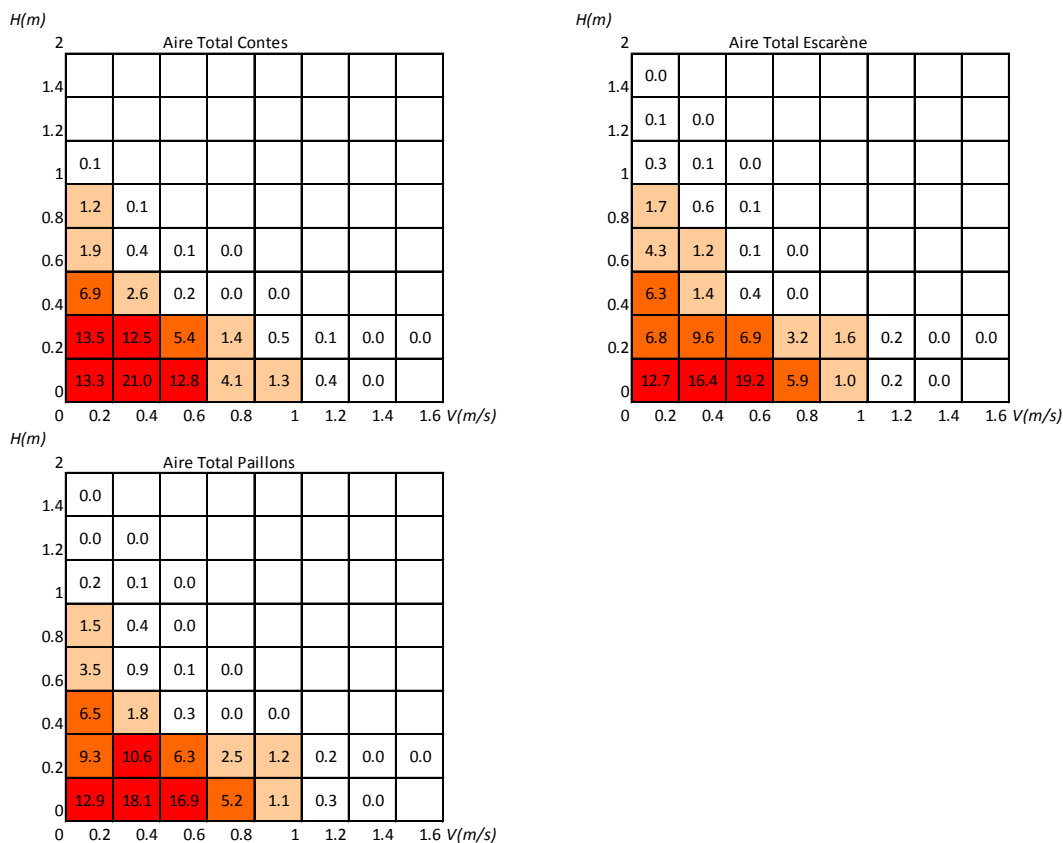 H(m)
2 Aire Total Contes
1.4
1.2
1 0.1
0.8 1.2 0.1
0.6 1.9 0.4 0.1 0.0
0.4 6.9 2.6 0.2 0.0 0.0
0.2 13.5 12.5 5.4 1.4 0.5 0.1 0.0 0.0
0 13.3 21.0 12.8 4.1 1.3 0.4 0.0
0 0.2 0.4 0.6 0.8 1 1.2 1.4 1.6 V(m/s)
H(m)
2 Aire Total Escarène
1.4 0.0
1.2 0.1 0.0
1 0.3 0.1 0.0
0.8 1.7 0.6 0.1
0.6 4.3 1.2 0.1 0.0
0.4 6.3 1.4 0.4 0.0
0.2 6.8 9.6 6.9 3.2 1.6 0.2 0.0 0.0
0 12.7 16.4 19.2 5.9 1.0 0.2 0.0
0 0.2 0.4 0.6 0.8 1 1.2 1.4 1.6 V(m/s)
H(m)
2 Aire Total Paillons
1.4 0.0
1.2 0.0 0.0
1 0.2 0.1 0.0
0.8 1.5 0.4 0.0
0.6 3.5 0.9 0.1 0.0
0.4 6.5 1.8 0.3 0.0 0.0
0.2 9.3 10.6 6.3 2.5 1.2 0.2 0.0 0.0
0 12.9 18.1 16.9 5.2 1.1 0.3 0.0
0 0.2 0.4 0.6 0.8 1 1.2 1.4 1.6 V(m/s)